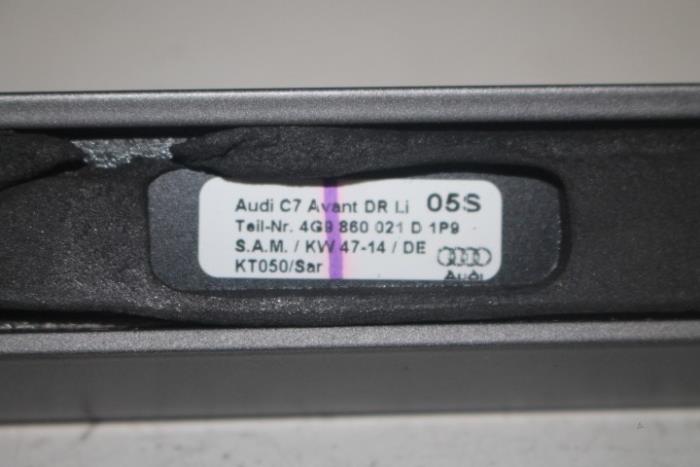 Audi C7 Avant DR Li 05S
Teil-Nr. 4G9 860 021 D 1P9
S.A.M. / KW 47-14 / DE
KT050/Sar
Audi